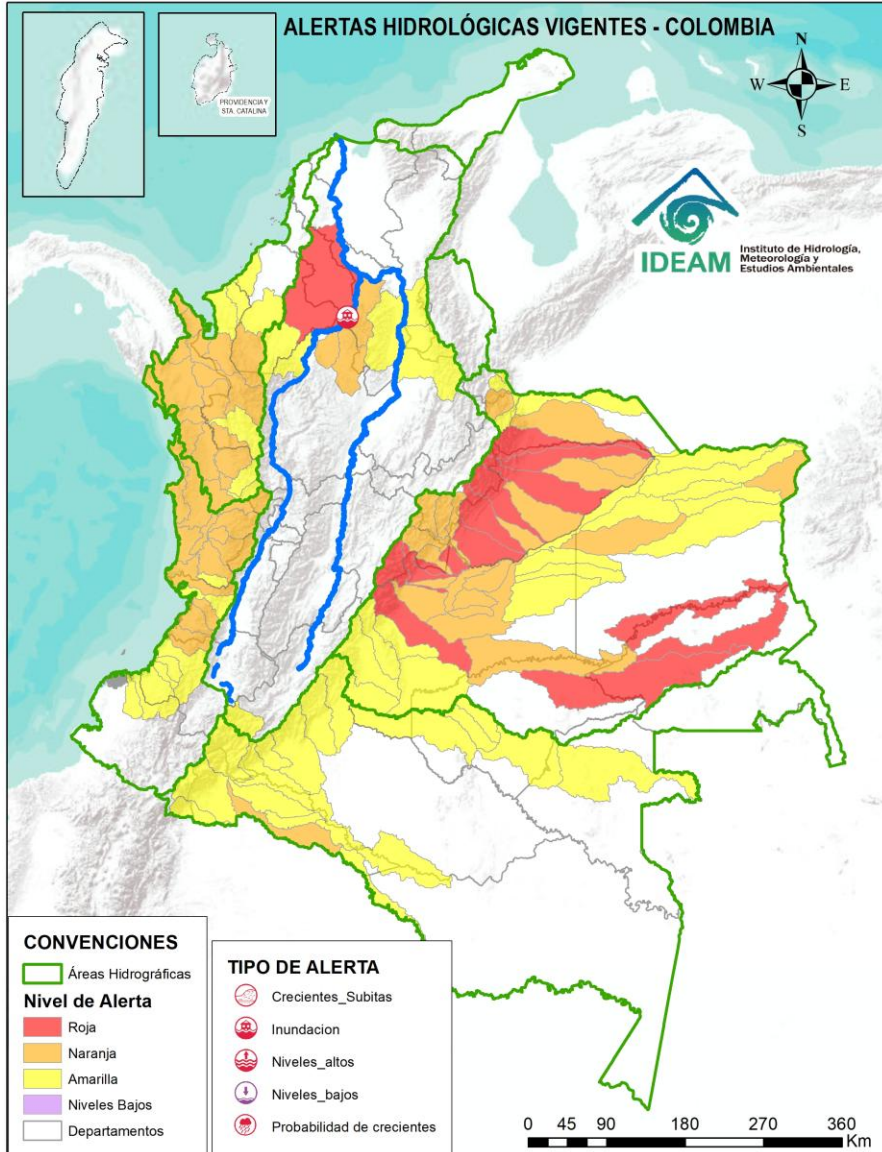 ALERTAS HIDROLÓGICAS VIGENTES - COLOMBIA
N
W
E
S
PROVIDENCIA Y
STA. CATALINA
IDEAM
Instituto de Hidrología,
Meteorología y
Estudios Ambientales
CONVENCIONES
Áreas Hidrográficas
Nivel de Alerta
Roja
Naranja
Amarilla
Niveles Bajos
Departamentos
TIPO DE ALERTA
Crecientes_Subitas
Inundacion
Niveles_altos
Niveles_bajos
Probabilidad de crecientes
0 45 90 180 270 360
Km